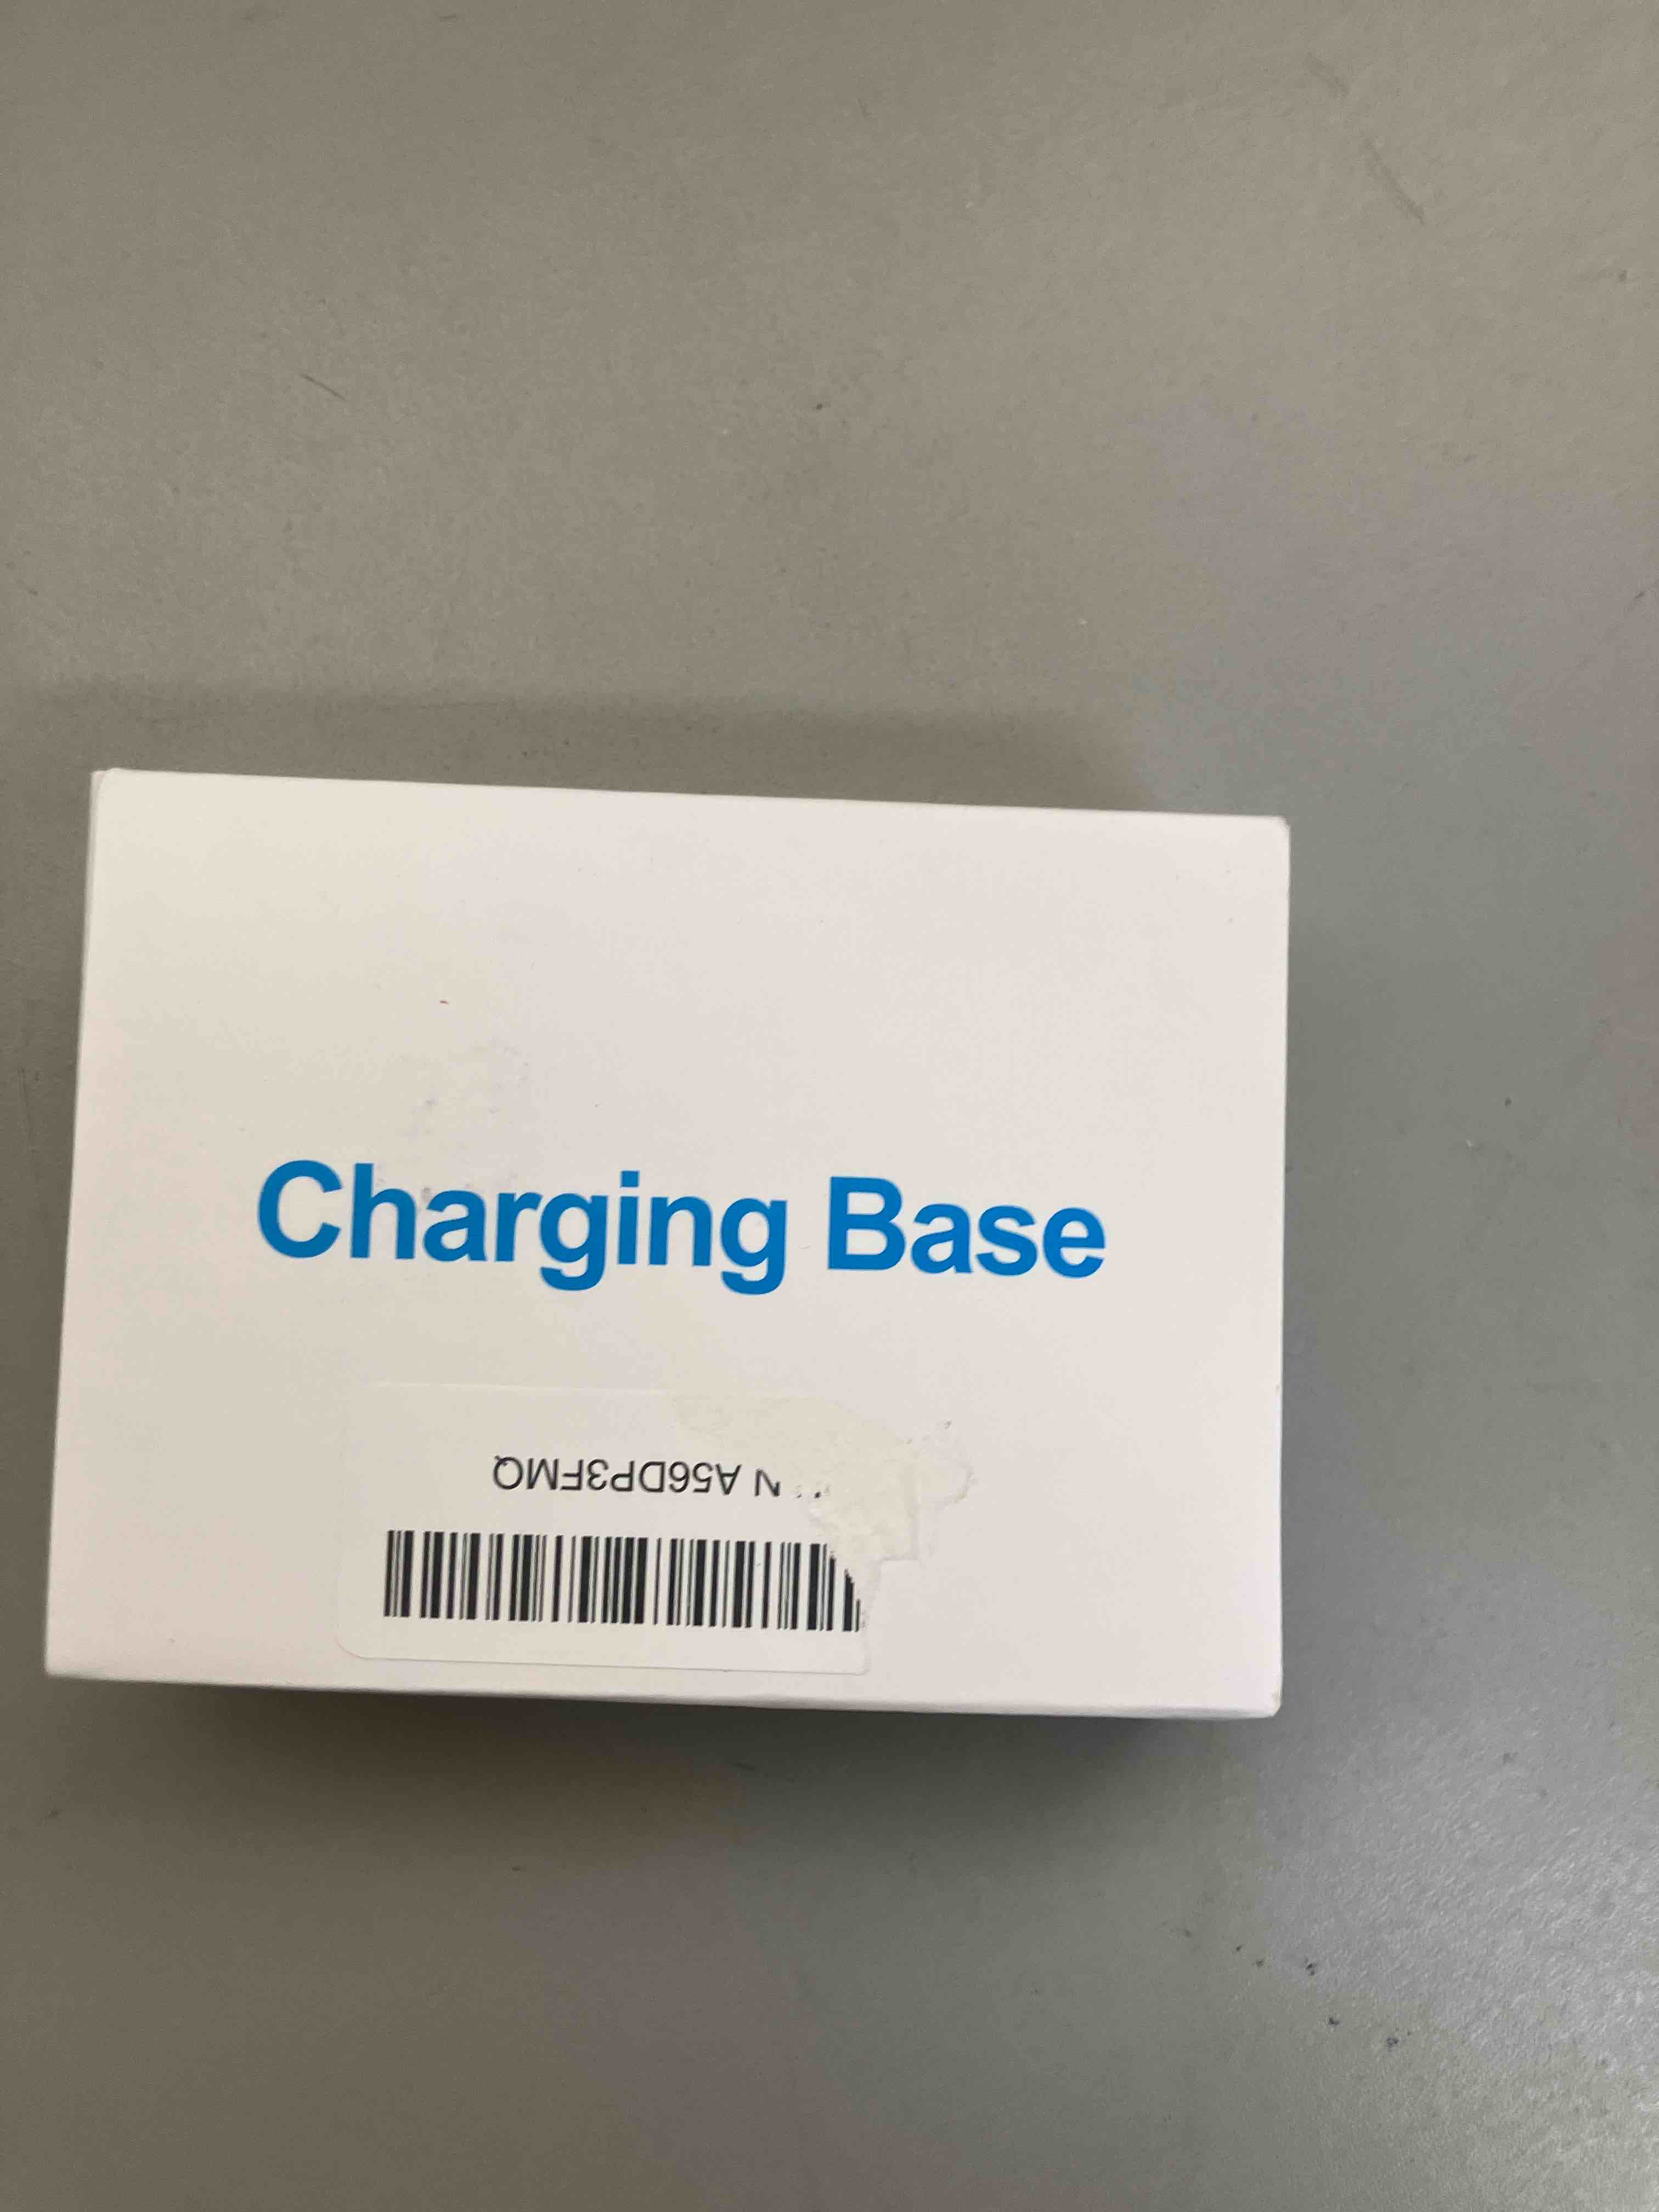 Charging Base
N A56DP3FMQ